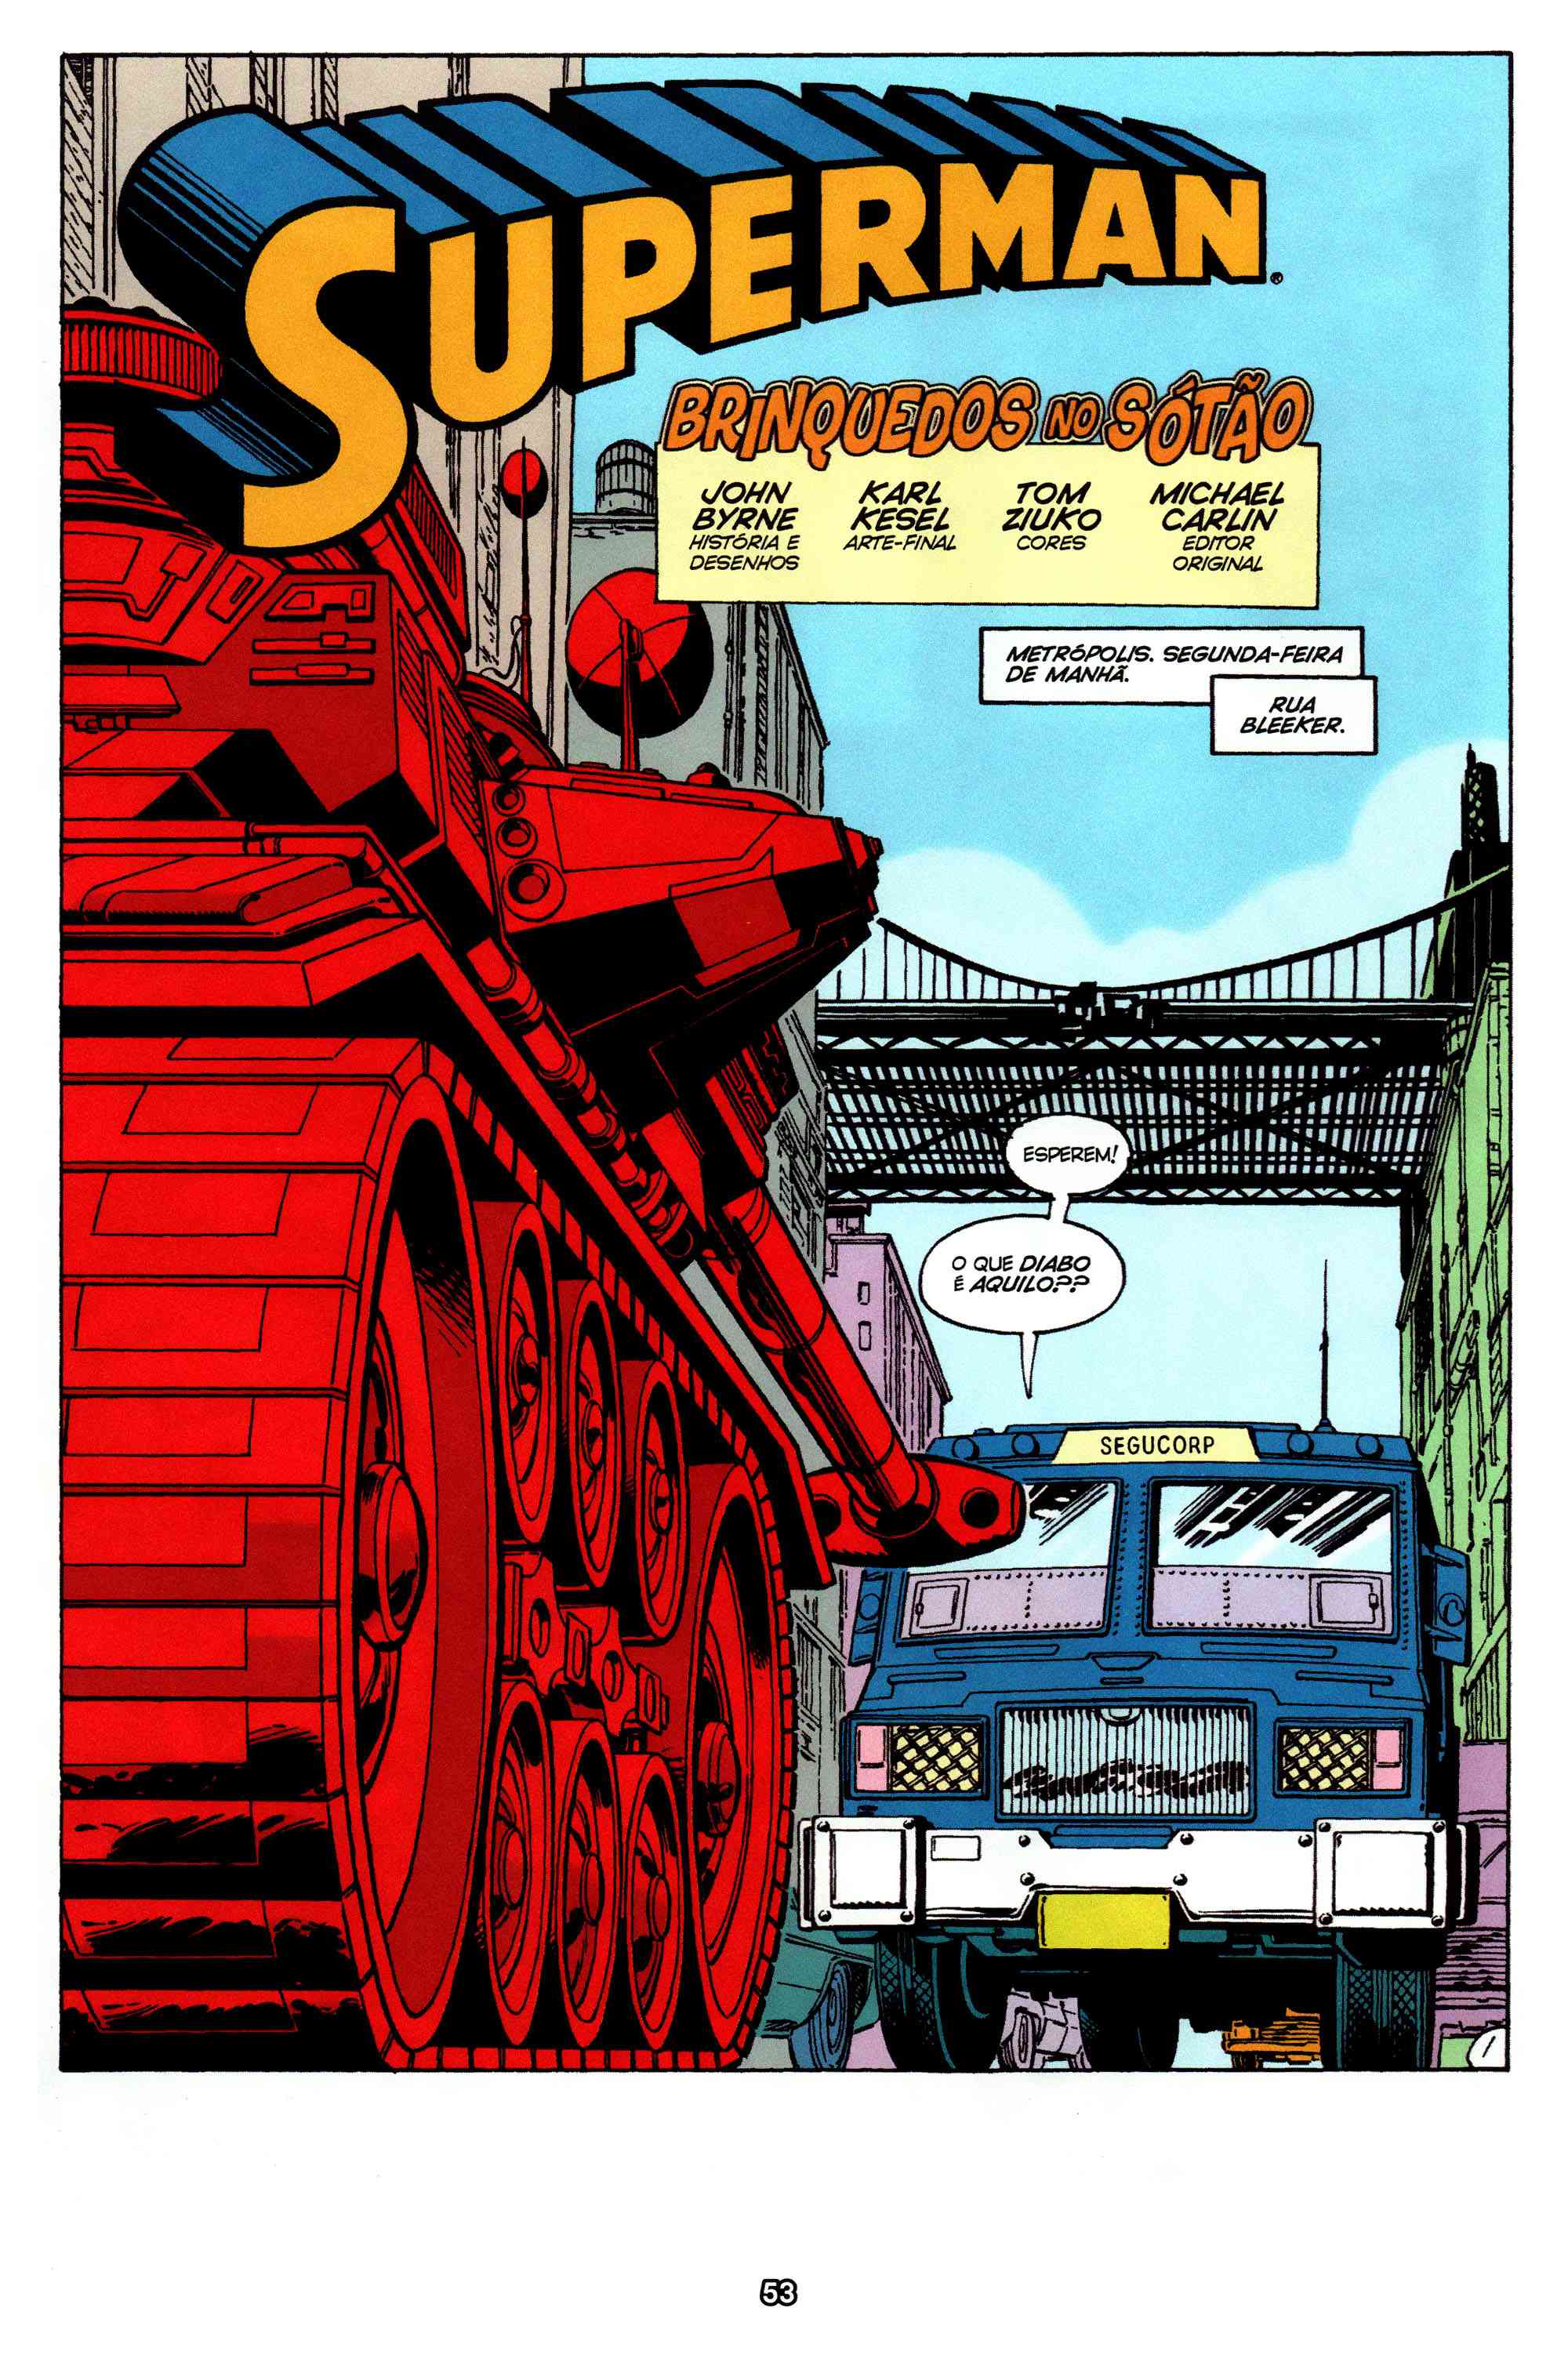 SUPERMAN®
BRINQUEDOS NO SÓTÃO
JOHN
BYRNE
HISTÓRIA E
DESENHOS
KARL
KESEL
ARTE-FINAL
TOM
ZIUKO
CORES
MICHAEL
CARLIN
EDITOR
ORIGINAL
METRÓPOLIS. SEGUNDA-FEIRA
DE MANHÃ.
RUA
BLEEKER.
ESPEREM!
O QUE DIABO
É AQUILO??
SEGUCORP
1
53